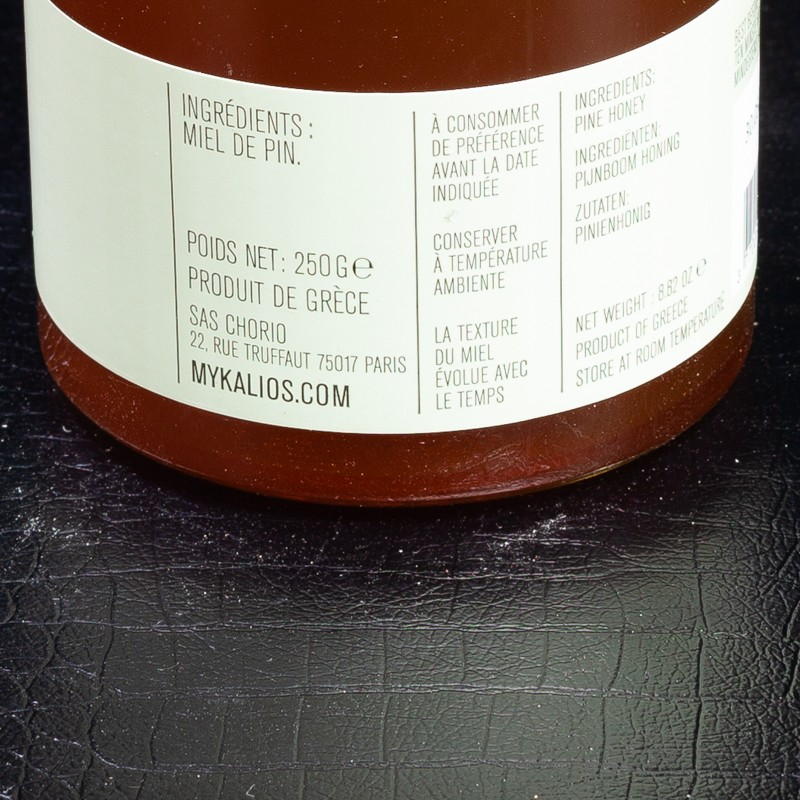 INGRÉDIENTS :
MIEL DE PIN.
POIDS NET : 250 G ℮
PRODUIT DE GRÈCE
SAS CHORIO
22, RUE TRUFFAUT 75017 PARIS
MYKALIOS.COM
À CONSOMMER
DE PRÉFÉRENCE
AVANT LA DATE
INDIQUÉE
CONSERVER
À TEMPÉRATURE
AMBIENTE
LA TEXTURE
DU MIEL
ÉVOLUE AVEC
LE TEMPS
INGREDIENTS:
PINE HONEY
INGREDIËNTEN:
PIJNBOOM HONING
ZUTATEN:
PINIENHONIG
NET WEIGHT : 8.82 OZ ℮
PRODUCT OF GREECE
STORE AT ROOM TEMPERATURE